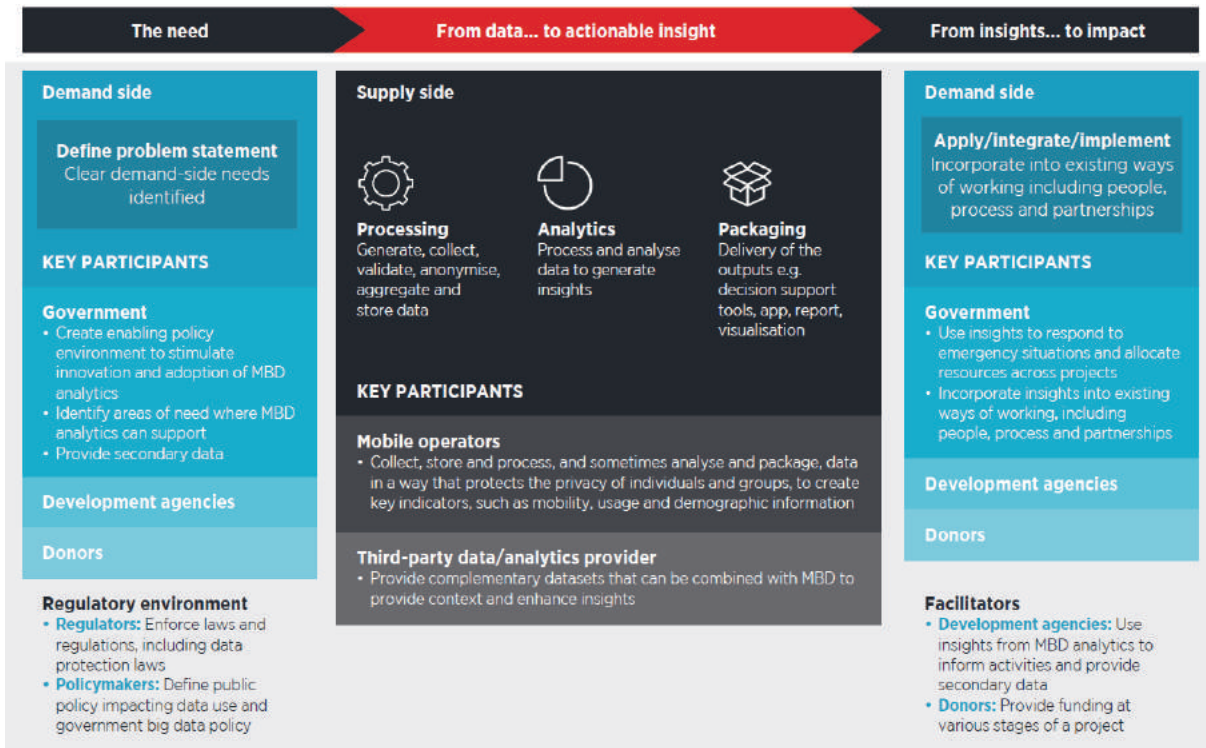 The need
From data... to actionable insight
From insights... to impact
Demand side
Define problem statement
Clear demand-side needs
identified
KEY PARTICIPANTS
Government
• Create enabling policy
environment to stimulate
innovation and adoption of MBD
analytics
• Identify areas of need where MBD
analytics can support
• Provide secondary data
Development agencies
Donors
Regulatory environment
• Regulators: Enforce laws and
regulations, including data
protection laws
• Policymakers: Define public
policy impacting data use and
government big data policy
Supply side
Processing
Generate, collect,
validate, anonymise,
aggregate and
store data
Analytics
Process and analyse
data to generate
insights
Packaging
Delivery of the
outputs e.g.
decision support
tools, app, report,
visualisation
KEY PARTICIPANTS
Mobile operators
• Collect, store and process, and sometimes analyse and package, data
in a way that protects the privacy of individuals and groups, to create
key indicators, such as mobility, usage and demographic information
Third-party data/analytics provider
• Provide complementary datasets that can be combined with MBD to
provide context and enhance insights
Demand side
Apply/integrate/implement
Incorporate into existing ways
of working including people,
process and partnerships
KEY PARTICIPANTS
Government
• Use insights to respond to
emergency situations and allocate
resources across projects
• Incorporate insights into existing
ways of working, including
people, process and partnerships
Development agencies
Donors
Facilitators
• Development agencies: Use
insights from MBD analytics to
inform activities and provide
secondary data
• Donors: Provide funding at
various stages of a project